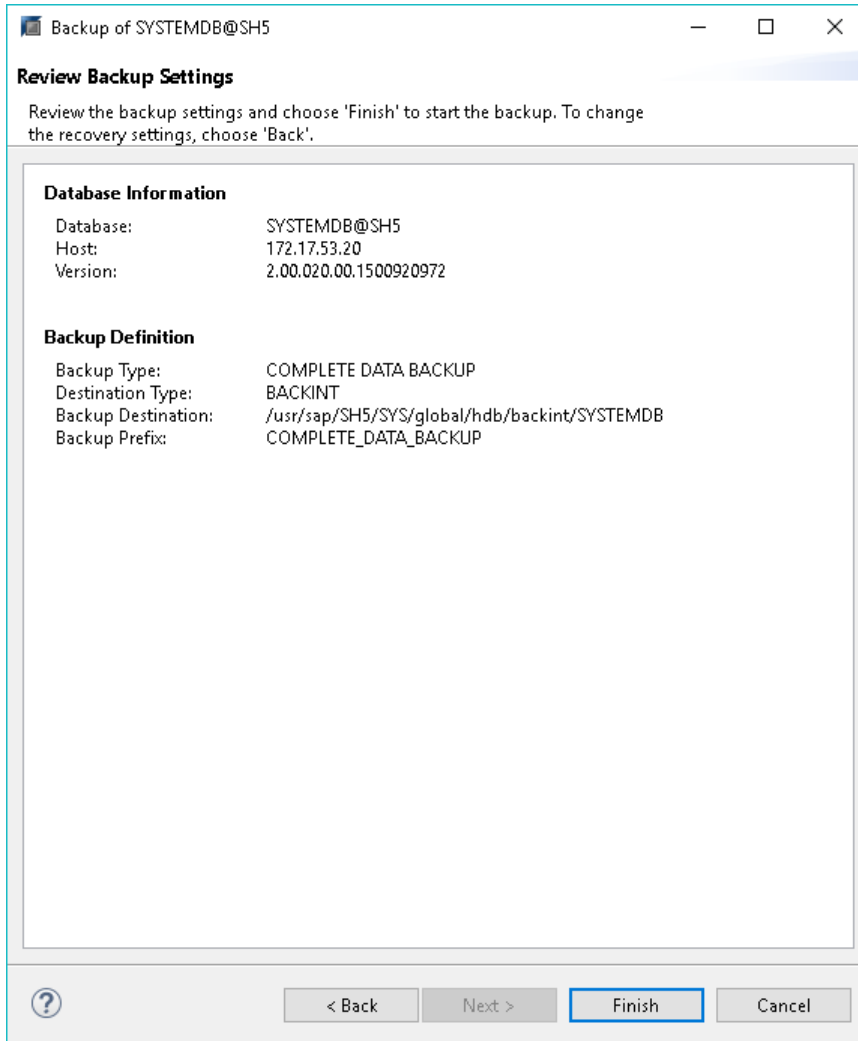 Backup of SYSTEMDB@SH5
Review Backup Settings
Review the backup settings and choose 'Finish' to start the backup. To change
the recovery settings, choose 'Back'.
Database Information
Database: SYSTEMDB@SH5
Host: 172.17.53.20
Version: 2.00.020.00.1500920972
Backup Definition
Backup Type: COMPLETE DATA BACKUP
Destination Type: BACKINT
Backup Destination: /usr/sap/SH5/SYS/global/hdb/backint/SYSTEMDB
Backup Prefix: COMPLETE_DATA_BACKUP
? < Back Next > Finish Cancel